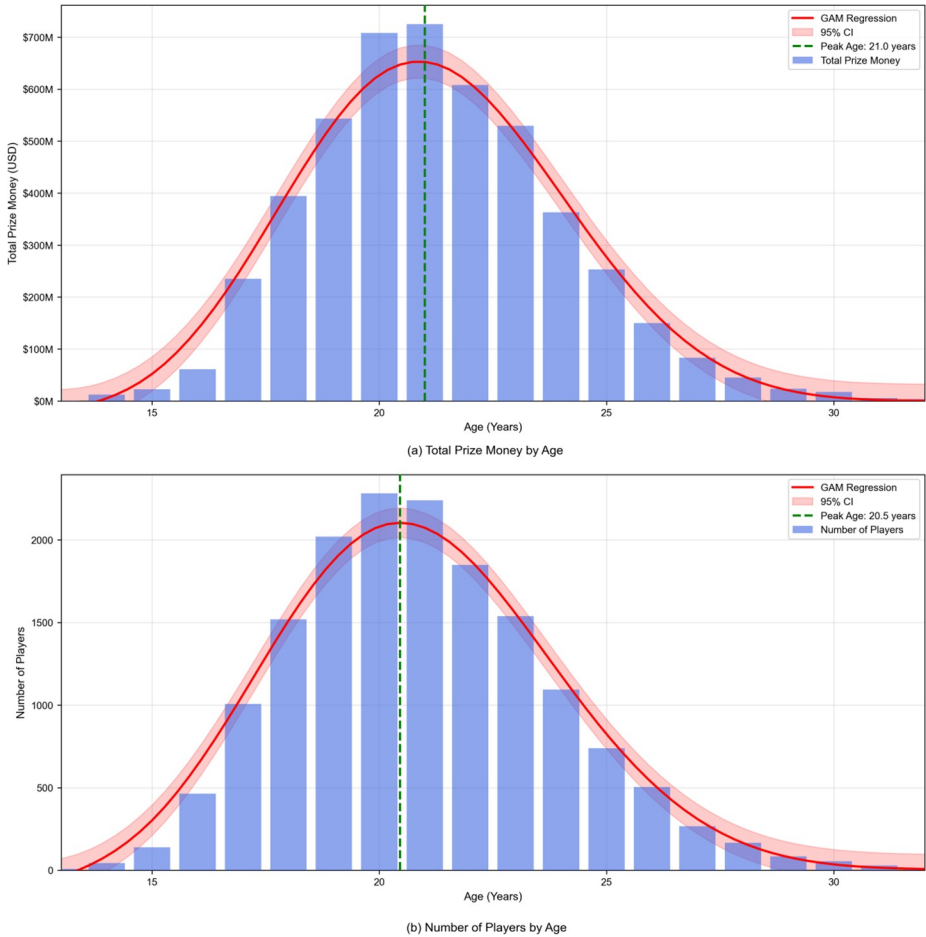 GAM Regression
95% CI
Peak Age: 21.0 years
Total Prize Money
$700M
$600M
$500M
$400M
$300M
$200M
$100M
$0M
Total Prize Money (USD)
15
20
25
30
Age (Years)
(a) Total Prize Money by Age
GAM Regression
95% CI
Peak Age: 20.5 years
Number of Players
2000
1500
1000
500
0
Number of Players
15
20
25
30
Age (Years)
(b) Number of Players by Age